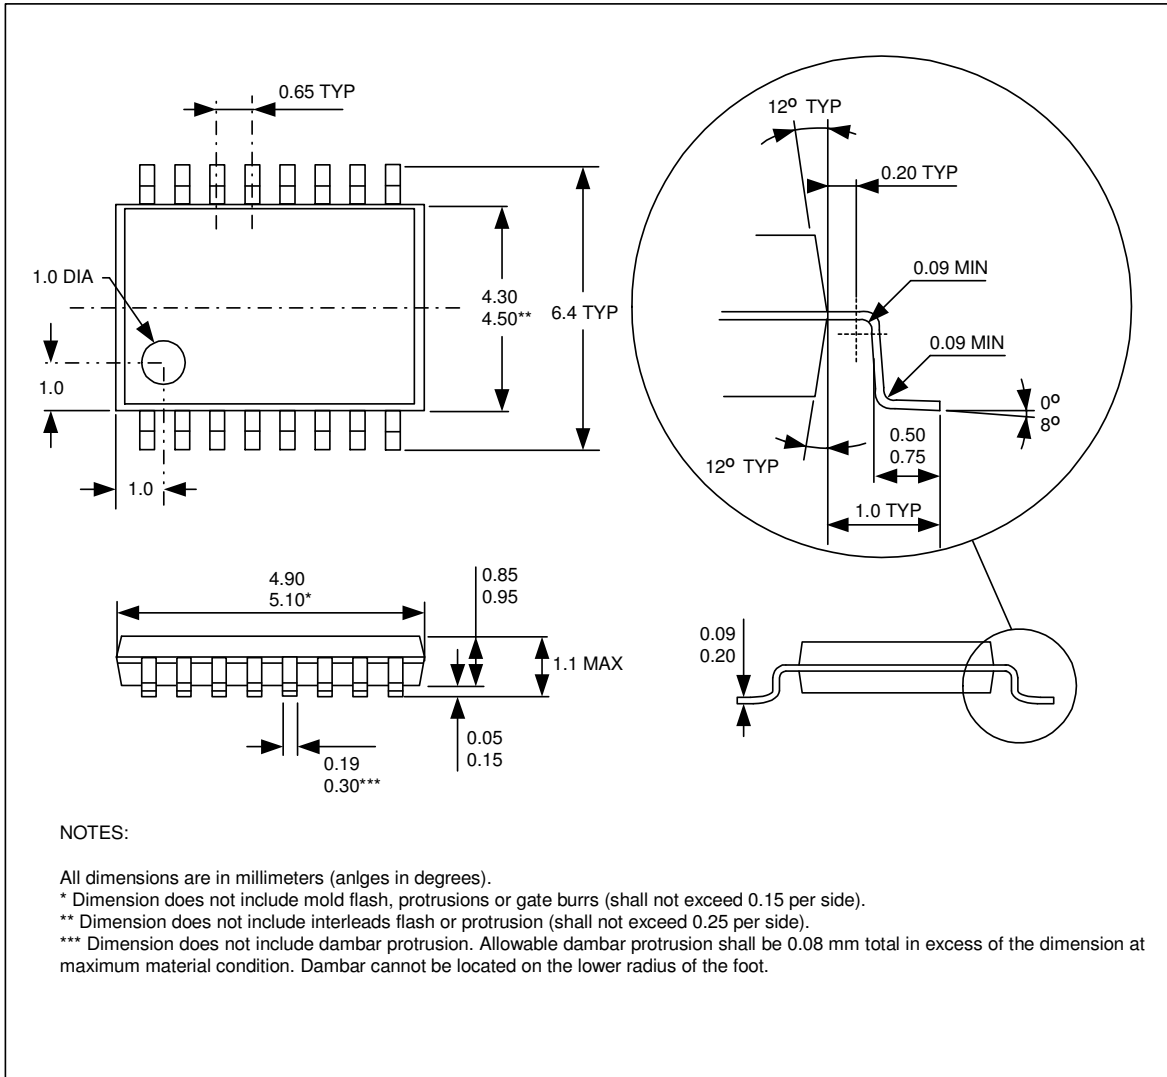 0.65 TYP
1.0 DIA
4.30
4.50**
6.4 TYP
1.0
1.0
12º TYP
0.20 TYP
0.09 MIN
0.09 MIN
0º
8º
0.50
0.75
12º TYP
1.0 TYP
4.90
5.10*
0.85
0.95
1.1 MAX
0.05
0.15
0.19
0.30***
0.09
0.20
NOTES:
All dimensions are in millimeters (anlges in degrees).
* Dimension does not include mold flash, protrusions or gate burrs (shall not exceed 0.15 per side).
** Dimension does not include interleads flash or protrusion (shall not exceed 0.25 per side).
*** Dimension does not include dambar protrusion. Allowable dambar protrusion shall be 0.08 mm total in excess of the dimension at
maximum material condition. Dambar cannot be located on the lower radius of the foot.